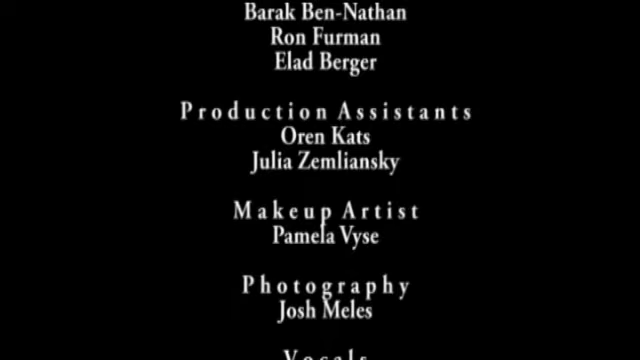 Barak Ben-Nathan
Ron Furman
Elad Berger
Production Assistants
Oren Kats
Julia Zemliansky
Makeup Artist
Pamela Vyse
Photography
Josh Meles
Vocals